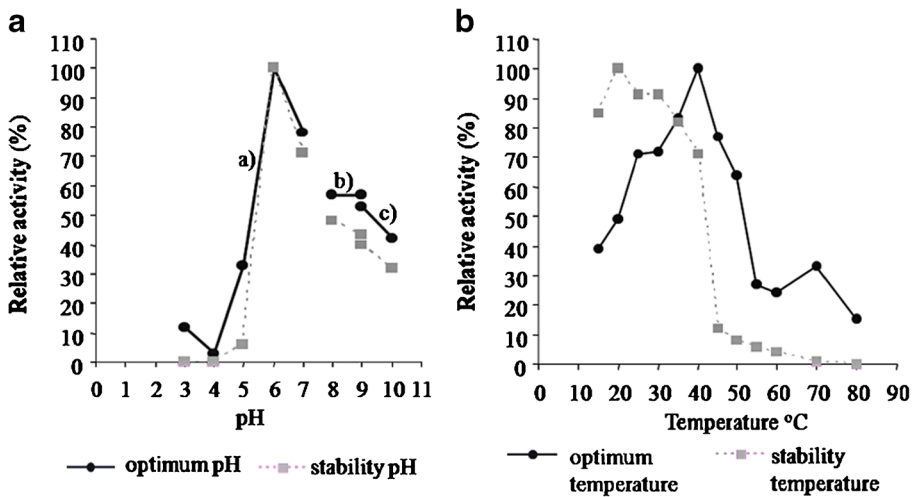 a
110
100
90
80
70
60
50
40
30
20
10
0
Relative activity (%)
a)
b)
c)
0 1 2 3 4 5 6 7 8 9 10 11
pH
optimum pH
stability pH
b
110
100
90
80
70
60
50
40
30
20
10
0
Relative activity (%)
0 10 20 30 40 50 60 70 80 90
Temperature ºC
optimum
temperature
stability
temperature